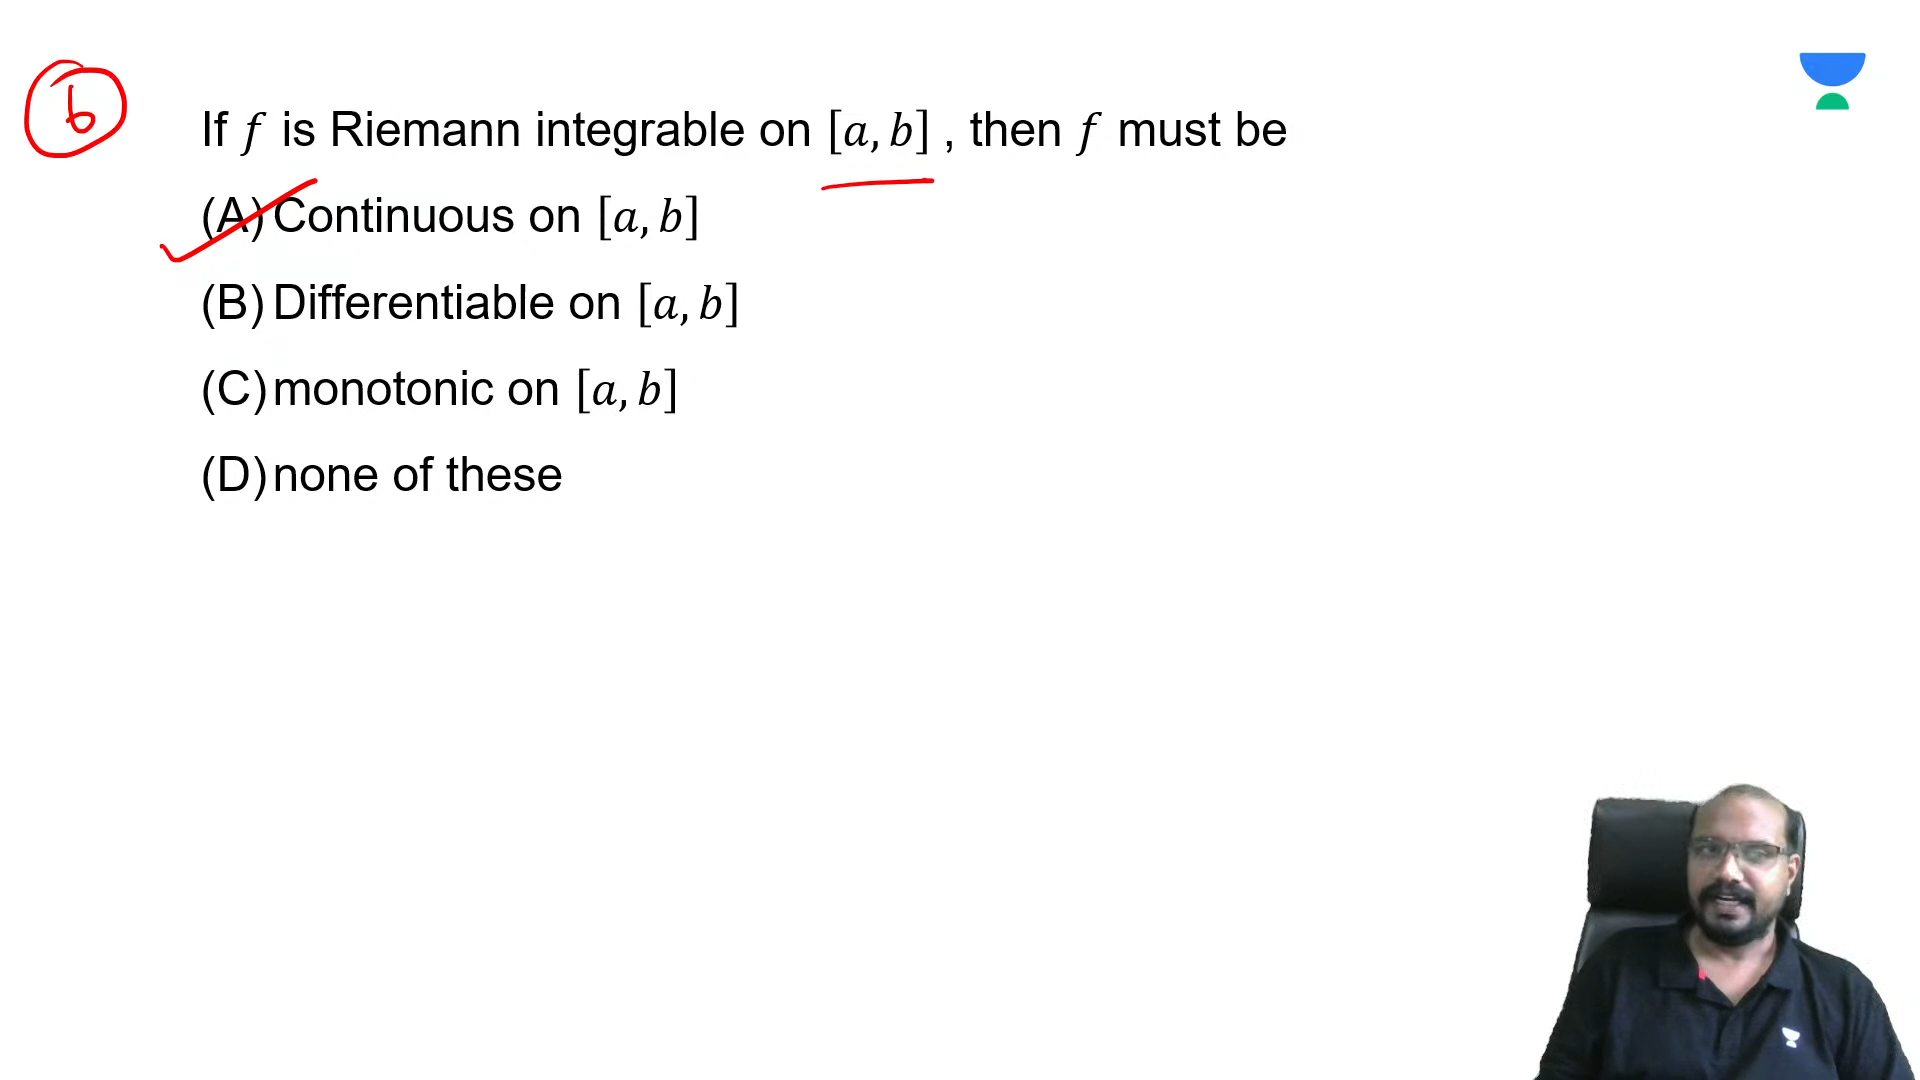 6
If f is Riemann integrable on [a, b] , then f must be
(A) Continuous on [a, b]
(B) Differentiable on [a, b]
(C) monotonic on [a, b]
(D) none of these